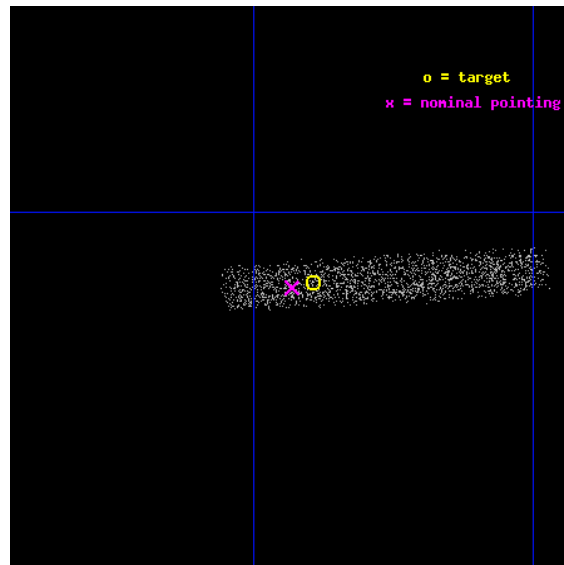 o = target
x = nominal pointing